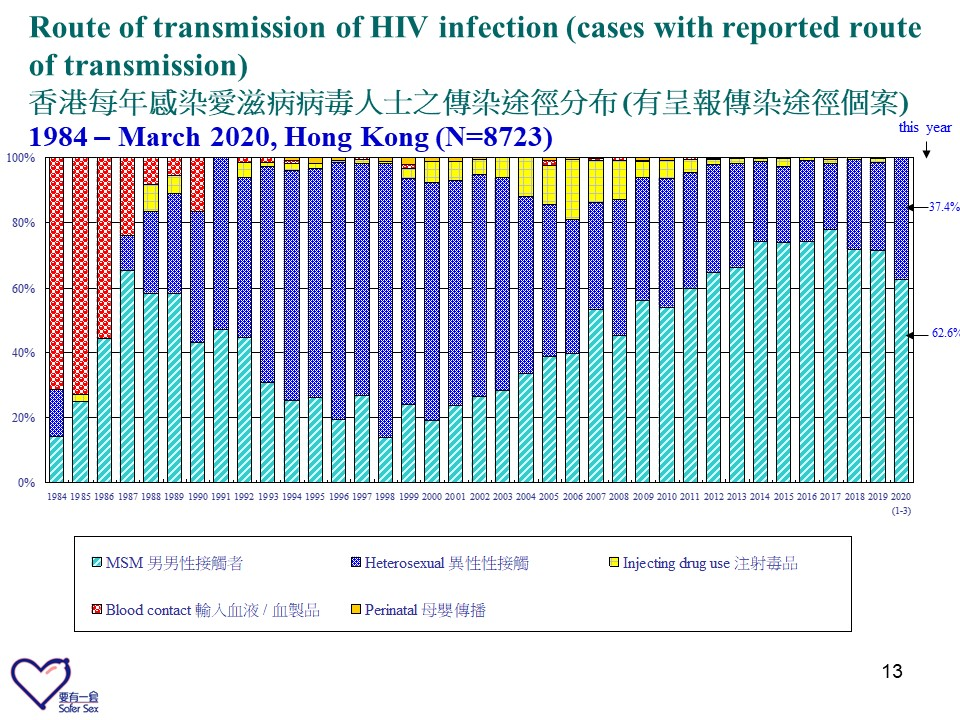 Route of transmission of HIV infection (cases with reported route
of transmission)
香港每年感染愛滋病病毒人士之傳染途徑分布 (有呈報傳染途徑個案)
1984 – March 2020, Hong Kong (N=8723)
this year
100%
80%
60%
40%
20%
0%
37.4%
62.6%
1984 1985 1986 1987 1988 1989 1990 1991 1992 1993 1994 1995 1996 1997 1998 1999 2000 2001 2002 2003 2004 2005 2006 2007 2008 2009 2010 2011 2012 2013 2014 2015 2016 2017 2018 2019 2020
(1-3)
MSM 男男性接觸者 Heterosexual 異性性接觸 Injecting drug use 注射毒品
Blood contact 輸入血液 / 血製品 Perinatal 母嬰傳播
要有一套
Safer Sex
13